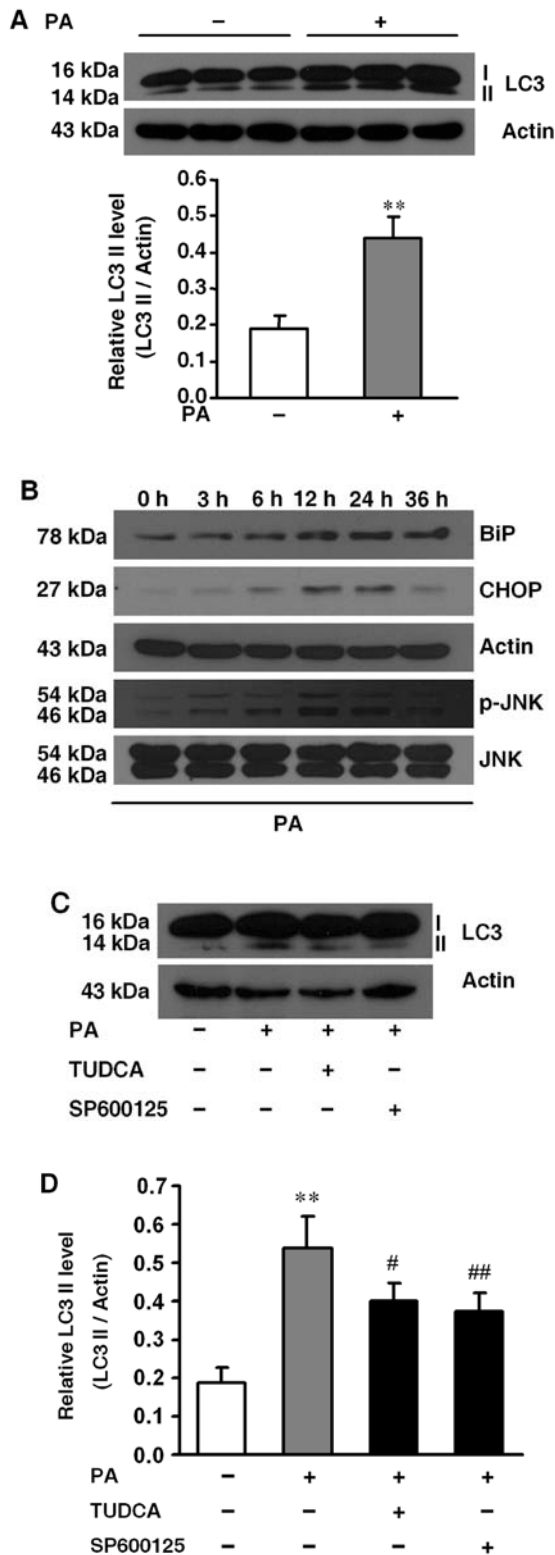 A
PA – +
16 kDa I
14 kDa II LC3
43 kDa Actin
0.6
0.5
0.4
0.3
0.2
0.1
0.0
Relative LC3 II level
(LC3 II / Actin)
**
PA – +
B
0 h 3 h 6 h 12 h 24 h 36 h
78 kDa BiP
27 kDa CHOP
43 kDa Actin
54 kDa
46 kDa p-JNK
54 kDa
46 kDa JNK
PA
C
16 kDa I
14 kDa II LC3
43 kDa Actin
PA – + + +
TUDCA – – + –
SP600125 – – – +
D
0.7
0.6
0.5
0.4
0.3
0.2
0.1
0.0
Relative LC3 II level
(LC3 II / Actin)
** # ##
PA – + + +
TUDCA – – + –
SP600125 – – – +